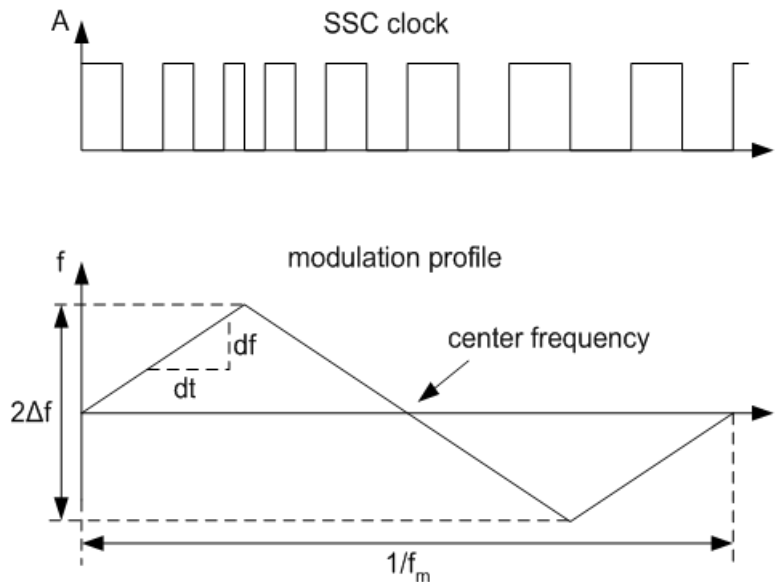 A
SSC clock
f
modulation profile
center frequency
df
dt
2Δf
1/fm